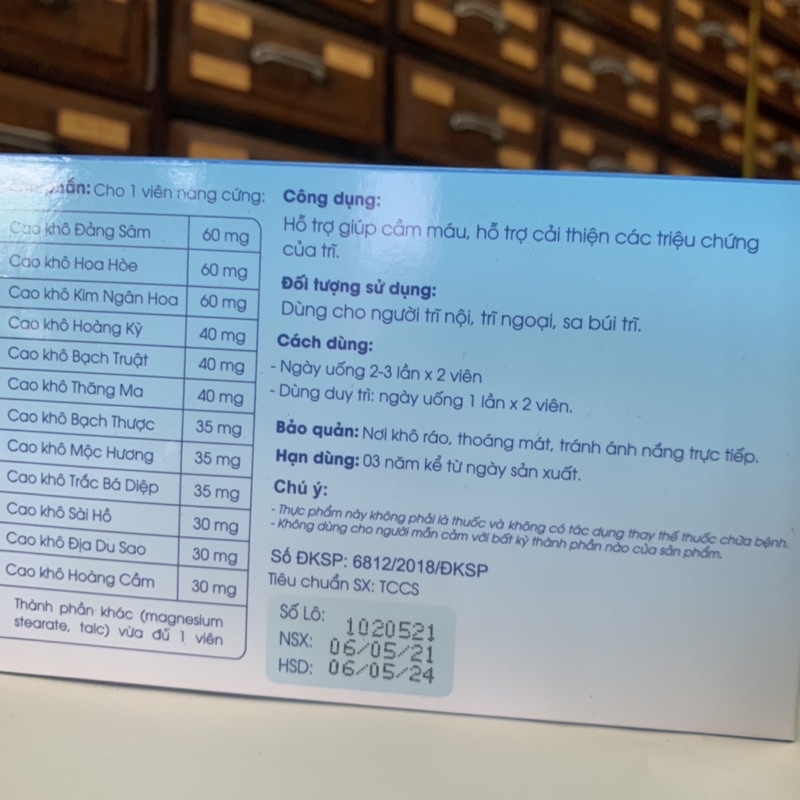 phần: Cho 1 viên nang cứng:
Cao khô Đảng Sâm 60 mg
Cao khô Hoa Hòe 60 mg
Cao khô Kim Ngân Hoa 60 mg
Cao khô Hoàng Kỳ 40 mg
Cao khô Bạch Truật 40 mg
Cao khô Thăng Ma 40 mg
Cao khô Bạch Thược 35 mg
Cao khô Mộc Hương 35 mg
Cao khô Trắc Bá Diệp 35 mg
Cao khô Sài Hồ 30 mg
Cao khô Địa Du Sao 30 mg
Cao khô Hoàng Cầm 30 mg
Thành phần khác (magnesium
stearate, talc) vừa đủ 1 viên
Công dụng:
Hỗ trợ giúp cầm máu, hỗ trợ cải thiện các triệu chứng
của trĩ.
Đối tượng sử dụng:
Dùng cho người trĩ nội, trĩ ngoại, sa búi trĩ.
Cách dùng:
- Ngày uống 2-3 lần x 2 viên
- Dùng duy trì: ngày uống 1 lần x 2 viên.
Bảo quản: Nơi khô ráo, thoáng mát, tránh ánh nắng trực tiếp.
Hạn dùng: 03 năm kể từ ngày sản xuất.
Chú ý:
- Thực phẩm này không phải là thuốc và không có tác dụng thay thế thuốc chữa bệnh.
- Không dùng cho người mẫn cảm với bất kỳ thành phần nào của sản phẩm.
Số ĐKSP: 6812/2018/ĐKSP
Tiêu chuẩn SX: TCCS
Số Lô: 1020521
NSX: 06/05/21
HSD: 06/05/24